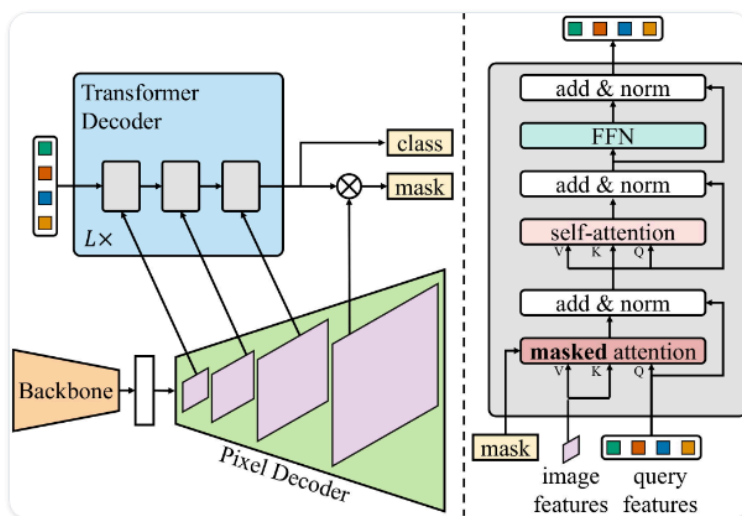 Transformer
Decoder
L×
class
mask
Backbone
Pixel Decoder
add & norm
FFN
add & norm
self-attention
V K Q
add & norm
masked attention
V K Q
mask
image
features
query
features